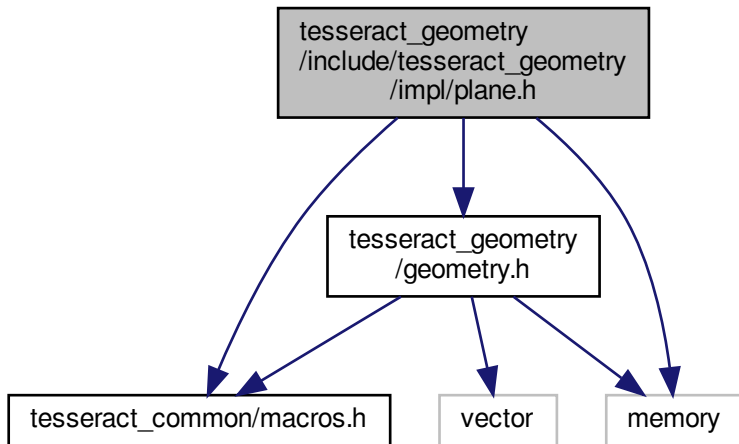 tesseract_geometry
/include/tesseract_geometry
/impl/plane.h
tesseract_geometry
/geometry.h
tesseract_common/macros.h
vector
memory